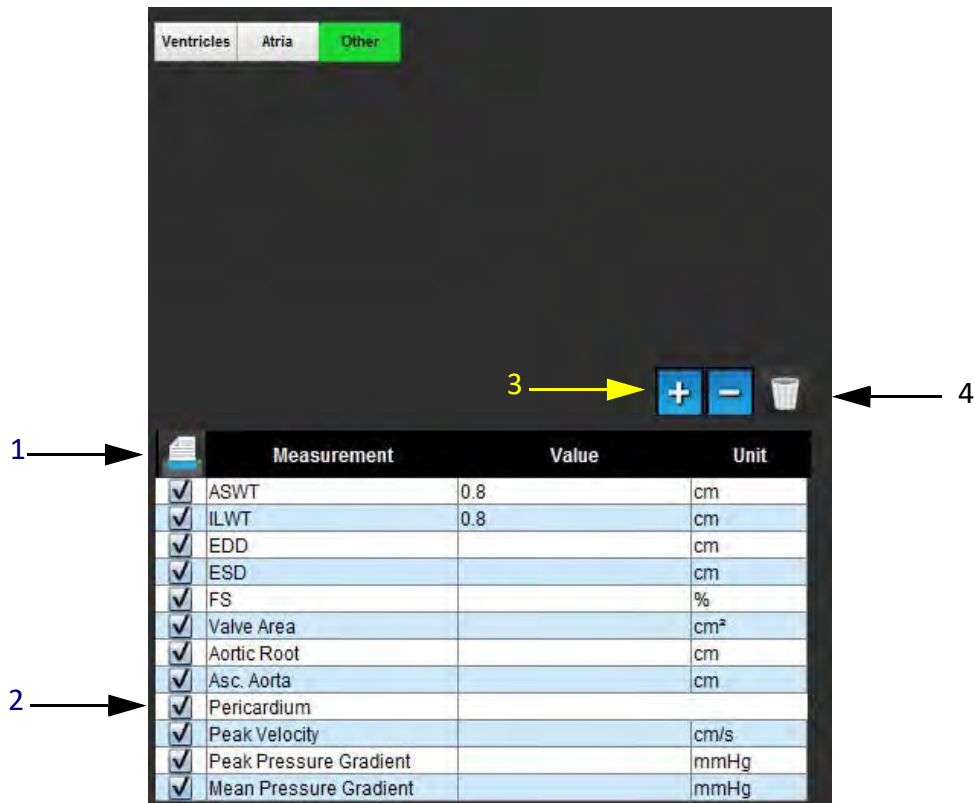 Ventricles Atria Other
3
4
1
Measurement Value Unit
ASWT 0.8 cm
ILWT 0.8 cm
EDD cm
ESD cm
FS %
Valve Area cm²
Aortic Root cm
Asc. Aorta cm
2
Pericardium
Peak Velocity cm/s
Peak Pressure Gradient mmHg
Mean Pressure Gradient mmHg